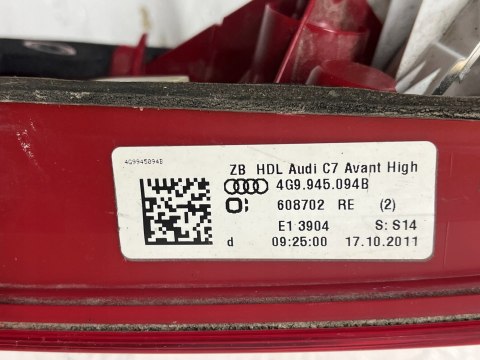 4G9945094B
ZB HDL Audi C7 Avant High
4G9.945.094B
608702 RE (2)
E1 3904 S: S14
d 09:25:00 17.10.2011